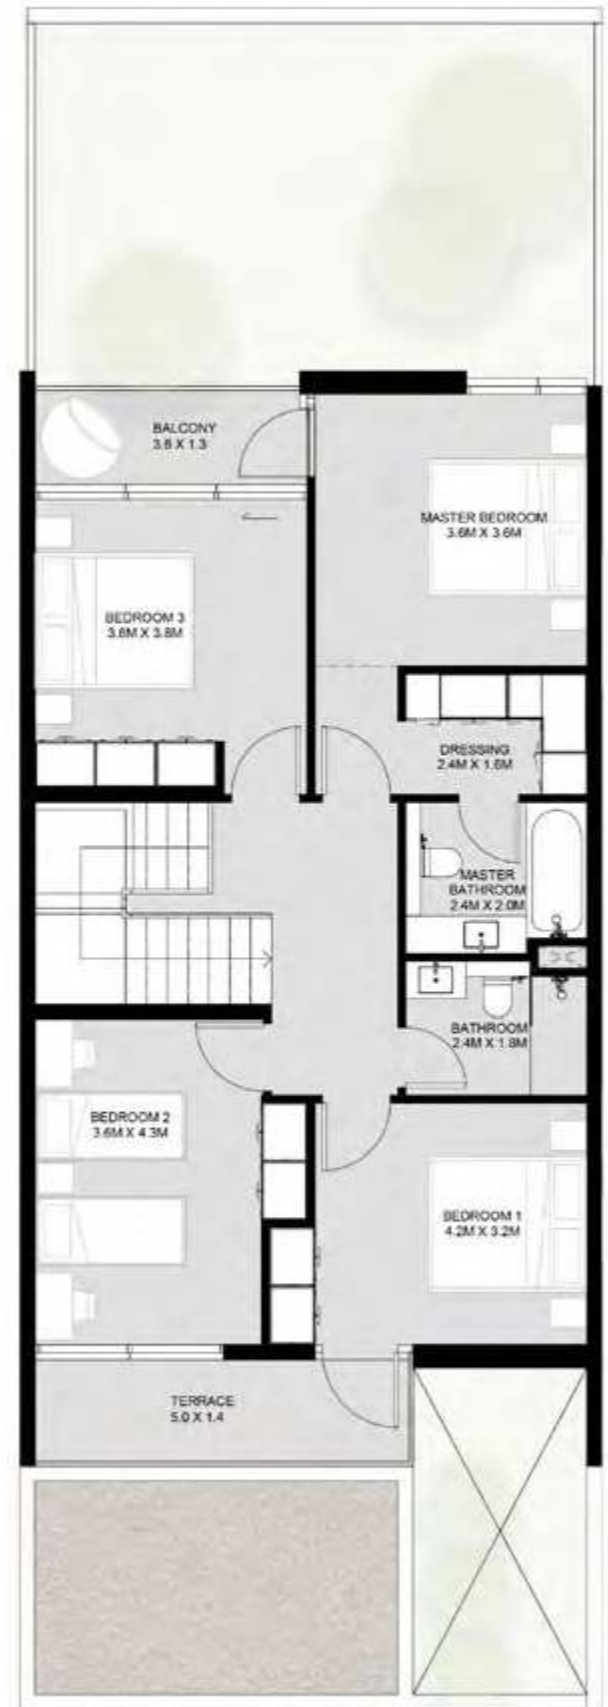 BALCONY
3.6 X 1.3
MASTER BEDROOM
3.6M X 3.6M
BEDROOM 3
3.6M X 3.8M
DRESSING
2.4M X 1.6M
MASTER
BATHROOM
2.4M X 2.0M
BATHROOM
2.4M X 1.8M
BEDROOM 2
3.6M X 4.3M
BEDROOM 1
4.2M X 3.2M
TERRACE
5.0 X 1.4